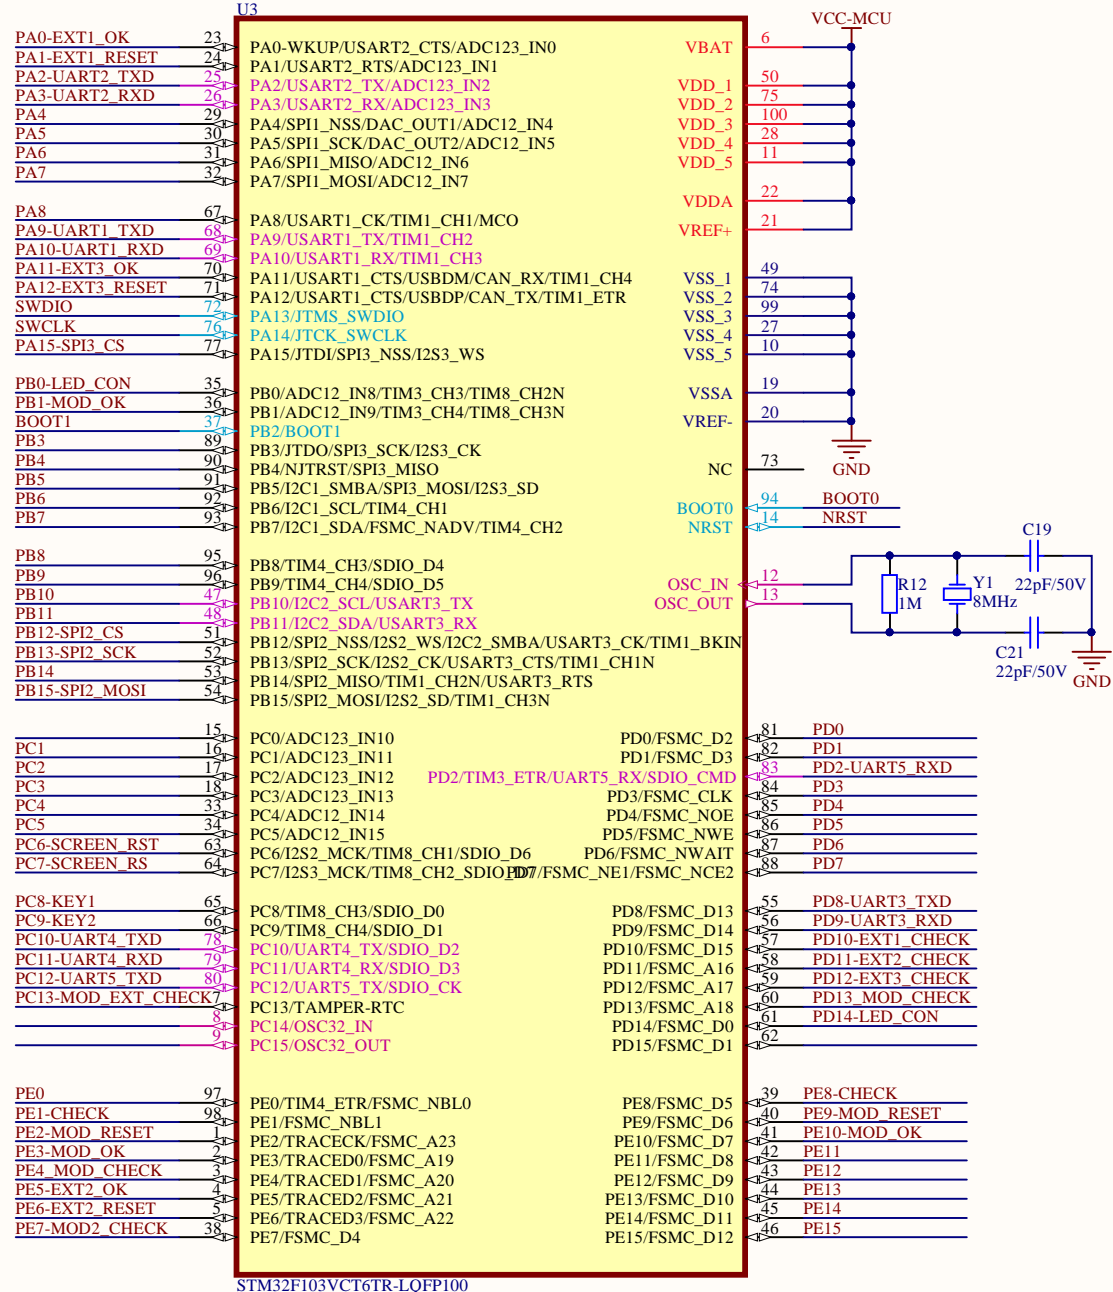 U3
PA0-EXT1_OK 23 PA0-WKUP/USART2_CTS/ADC123_IN0
PA1-EXT1_RESET 24 PA1/USART2_RTS/ADC123_IN1
PA2-UART2_TXD 25 PA2/USART2_TX/ADC123_IN2
PA3-UART2_RXD 26 PA3/USART2_RX/ADC123_IN3
PA4 29 PA4/SPI1_NSS/DAC_OUT1/ADC12_IN4
PA5 30 PA5/SPI1_SCK/DAC_OUT2/ADC12_IN5
PA6 31 PA6/SPI1_MISO/ADC12_IN6
PA7 32 PA7/SPI1_MOSI/ADC12_IN7
PA8 67 PA8/USART1_CK/TIM1_CH1/MCO
PA9-UART1_TXD 68 PA9/USART1_TX/TIM1_CH2
PA10-UART1_RXD 69 PA10/USART1_RX/TIM1_CH3
PA11-EXT3_OK 70 PA11/USART1_CTS/USBDM/CAN_RX/TIM1_CH4
PA12-EXT3_RESET 71 PA12/USART1_CTS/USBDP/CAN_TX/TIM1_ETR
SWDIO 72 PA13/JTMS_SWDIO
SWCLK 76 PA14/JTCK_SWCLK
PA15-SPI3_CS 77 PA15/JTDI/SPI3_NSS/I2S3_WS
PB0-LED_CON 35 PB0/ADC12_IN8/TIM3_CH3/TIM8_CH2N
PB1-MOD_OK 36 PB1/ADC12_IN9/TIM3_CH4/TIM8_CH3N
BOOT1 37 PB2/BOOT1
PB3 89 PB3/JTDO/SPI3_SCK/I2S3_CK
PB4 90 PB4/NJTRST/SPI3_MISO
PB5 91 PB5/I2C1_SMBA/SPI3_MOSI/I2S3_SD
PB6 92 PB6/I2C1_SCL/TIM4_CH1
PB7 93 PB7/I2C1_SDA/FSMC_NADV/TIM4_CH2
PB8 95 PB8/TIM4_CH3/SDIO_D4
PB9 96 PB9/TIM4_CH4/SDIO_D5
PB10 47 PB10/I2C2_SCL/USART3_TX
PB11 48 PB11/I2C2_SDA/USART3_RX
PB12-SPI2_CS 51 PB12/SPI2_NSS/I2S2_WS/I2C2_SMBA/USART3_CK/TIM1_BKIN
PB13-SPI2_SCK 52 PB13/SPI2_SCK/I2S2_CK/USART3_CTS/TIM1_CH1N
PB14 53 PB14/SPI2_MISO/TIM1_CH2N/USART3_RTS
PB15-SPI2_MOSI 54 PB15/SPI2_MOSI/I2S2_SD/TIM1_CH3N
15 PC0/ADC123_IN10
PC1 16 PC1/ADC123_IN11
PC2 17 PC2/ADC123_IN12
PC3 18 PC3/ADC123_IN13
PC4 33 PC4/ADC12_IN14
PC5 34 PC5/ADC12_IN15
PC6-SCREEN_RST 63 PC6/I2S2_MCK/TIM8_CH1/SDIO_D6
PC7-SCREEN_RS 64 PC7/I2S3_MCK/TIM8_CH2_SDIO_D7
PC8-KEY1 65 PC8/TIM8_CH3/SDIO_D0
PC9-KEY2 66 PC9/TIM8_CH4/SDIO_D1
PC10-UART4_TXD 78 PC10/UART4_TX/SDIO_D2
PC11-UART4_RXD 79 PC11/UART4_RX/SDIO_D3
PC12-UART5_TXD 80 PC12/UART5_TX/SDIO_CK
PC13-MOD_EXT_CHECK 7 PC13/TAMPER-RTC
8 PC14/OSC32_IN
9 PC15/OSC32_OUT
PE0 97 PE0/TIM4_ETR/FSMC_NBL0
PE1-CHECK 98 PE1/FSMC_NBL1
PE2-MOD_RESET 1 PE2/TRACECK/FSMC_A23
PE3-MOD_OK 2 PE3/TRACED0/FSMC_A19
PE4_MOD_CHECK 3 PE4/TRACED1/FSMC_A20
PE5-EXT2_OK 4 PE5/TRACED2/FSMC_A21
PE6-EXT2_RESET 5 PE6/TRACED3/FSMC_A22
PE7-MOD2_CHECK 38 PE7/FSMC_D4
VCC-MCU
VBAT 6
VDD_1 50
VDD_2 75
VDD_3 100
VDD_4 28
VDD_5 11
VDDA 22
VREF+ 21
VSS_1 49
VSS_2 74
VSS_3 99
VSS_4 27
VSS_5 10
VSSA 19
VREF- 20
GND
NC 73
BOOT0 94 BOOT0
NRST 14 NRST
OSC_IN 12
OSC_OUT 13
C19
22pF/50V
R12
1M
Y1
8MHz
C21
22pF/50V
GND
PD0/FSMC_D2 81 PD0
PD1/FSMC_D3 82 PD1
PD2/TIM3_ETR/UART5_RX/SDIO_CMD 83 PD2-UART5_RXD
PD3/FSMC_CLK 84 PD3
PD4/FSMC_NOE 85 PD4
PD5/FSMC_NWE 86 PD5
PD6/FSMC_NWAIT 87 PD6
PD7/FSMC_NE1/FSMC_NCE2 88 PD7
PD8/FSMC_D13 55 PD8-UART3_TXD
PD9/FSMC_D14 56 PD9-UART3_RXD
PD10/FSMC_D15 57 PD10-EXT1_CHECK
PD11/FSMC_A16 58 PD11-EXT2_CHECK
PD12/FSMC_A17 59 PD12-EXT3_CHECK
PD13/FSMC_A18 60 PD13_MOD_CHECK
PD14/FSMC_D0 61 PD14-LED_CON
PD15/FSMC_D1 62
PE8/FSMC_D5 39 PE8-CHECK
PE9/FSMC_D6 40 PE9-MOD_RESET
PE10/FSMC_D7 41 PE10-MOD_OK
PE11/FSMC_D8 42 PE11
PE12/FSMC_D9 43 PE12
PE13/FSMC_D10 44 PE13
PE14/FSMC_D11 45 PE14
PE15/FSMC_D12 46 PE15
STM32F103VCT6TR-LQFP100